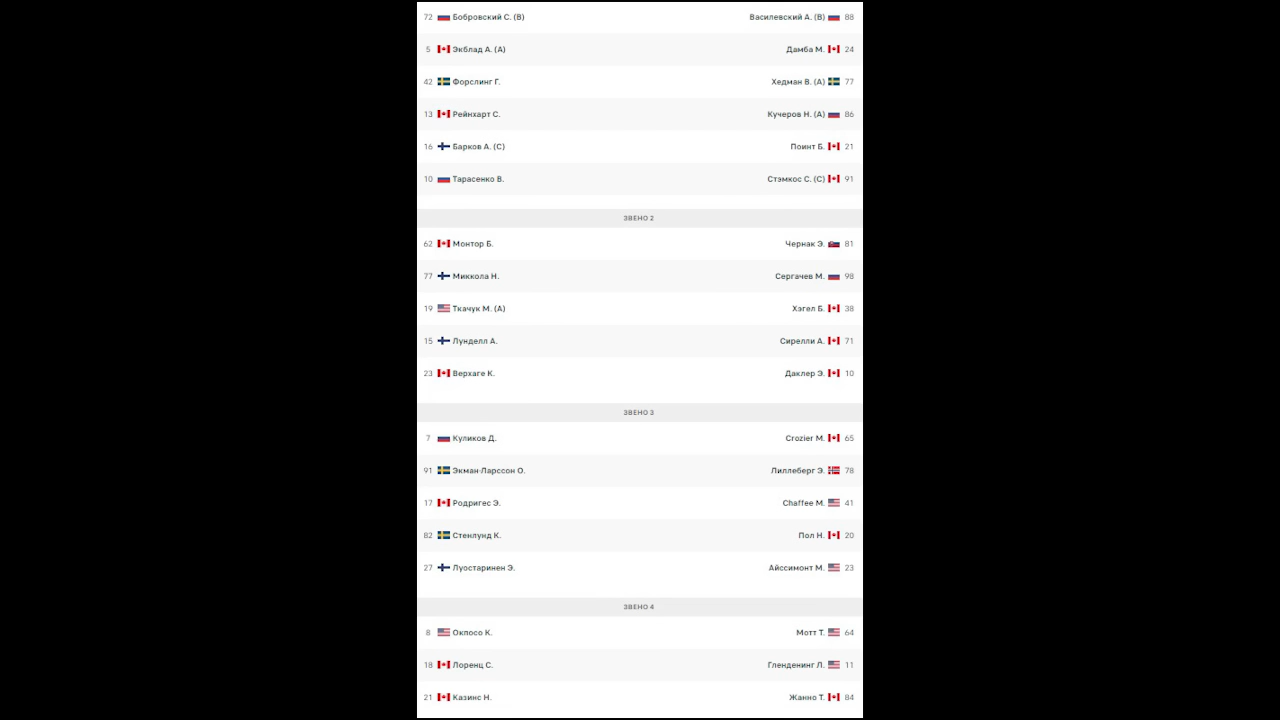 72 Бобровский С. (В) Василевский А. (В) 88
5 Экблад А. (А) Дамба М. 24
42 Форслинг Г. Хедман В. (А) 77
13 Рейнхарт С. Кучеров Н. (А) 86
16 Барков А. (С) Поинт Б. 21
10 Тарасенко В. Стэмкос С. (С) 91
ЗВЕНО 2
62 Монтор Б. Чернак Э. 81
77 Миккола Н. Сергачев М. 98
19 Ткачук М. (А) Хэгел Б. 38
15 Лунделл А. Сирелли А. 71
23 Верхаге К. Даклер Э. 10
ЗВЕНО 3
7 Куликов Д. Crozier M. 65
91 Экман-Ларссон О. Лиллеберг Э. 78
17 Родригес Э. Chaffee M. 41
82 Стенлунд К. Пол Н. 20
27 Луостаринен Э. Айссимонт М. 23
ЗВЕНО 4
8 Окпосо К. Мотт Т. 64
18 Лоренц С. Гленденинг Л. 11
21 Казинс Н. Жанно Т. 84